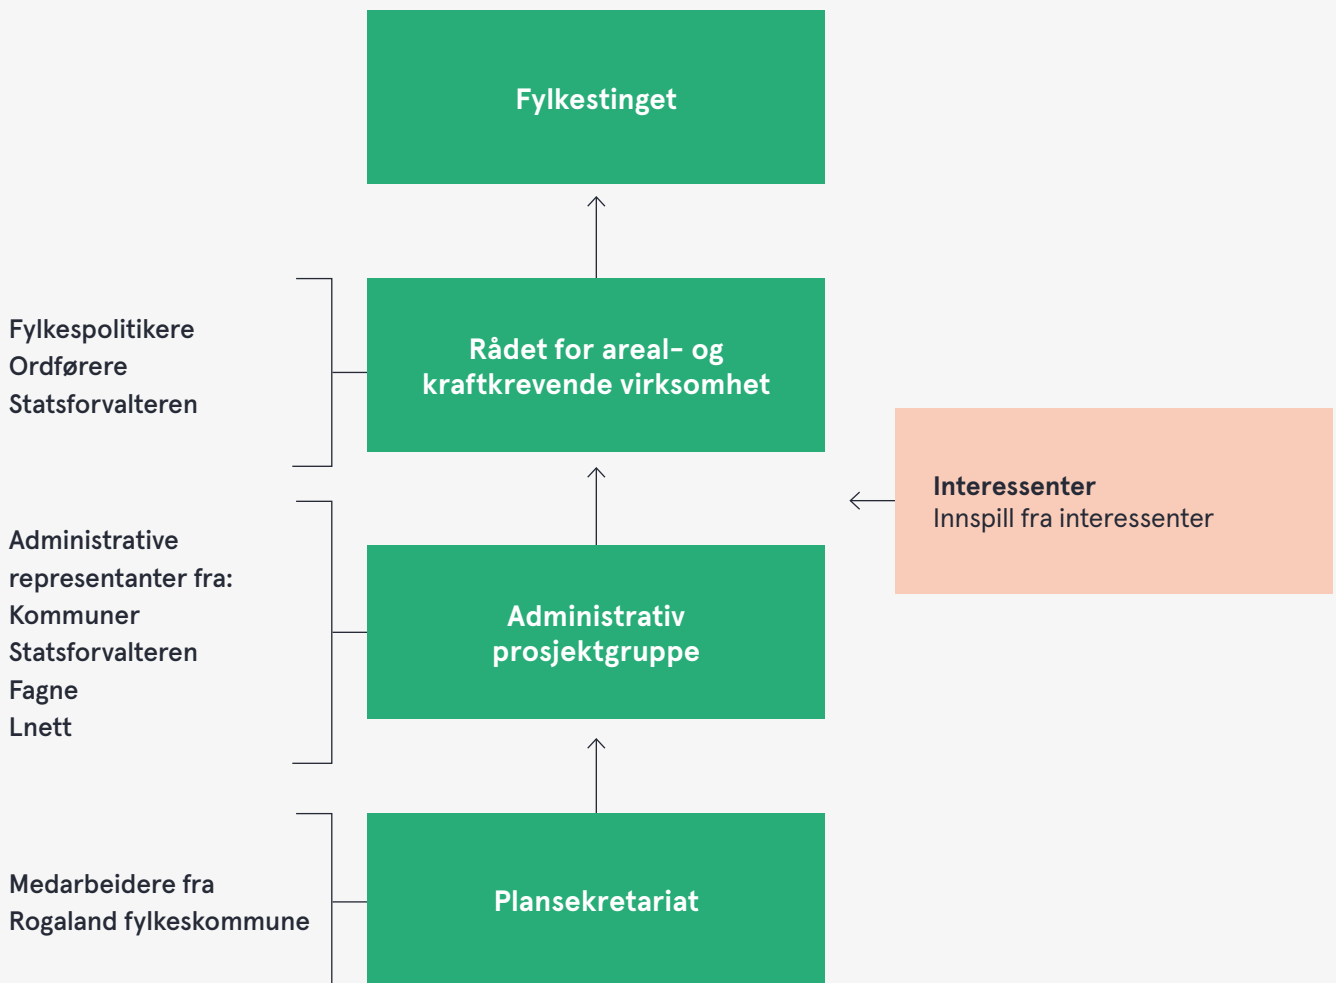 Fylkestinget
Fylkespolitikere
Ordførere
Statsforvalteren
Rådet for areal- og
kraftkrevende virksomhet
Interessenter
Innspill fra interessenter
Administrative
representanter fra:
Kommuner
Statsforvalteren
Fagne
Lnett
Administrativ
prosjektgruppe
Medarbeidere fra
Rogaland fylkeskommune
Plansekretariat